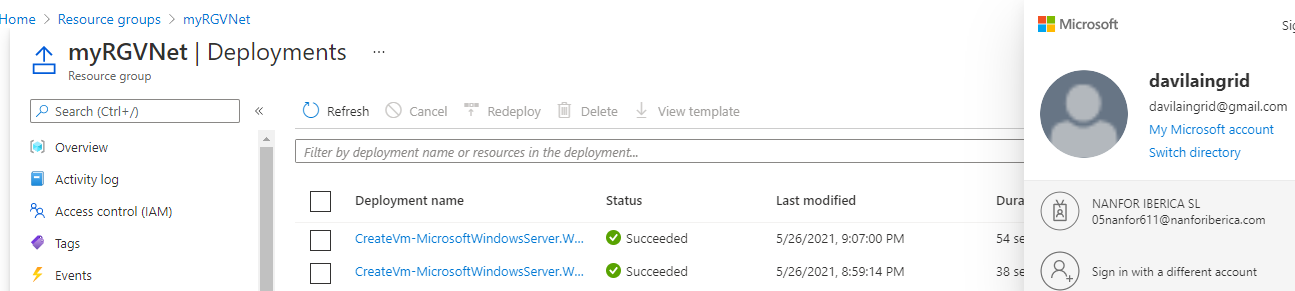 Home > Resource groups > myRGVNet
myRGVNet | Deployments ...
Resource group
Search (Ctrl+/) «
Overview
Activity log
Access control (IAM)
Tags
Events
Refresh Cancel Redeploy Delete View template
Filter by deployment name or resources in the deployment...
Deployment name Status Last modified
CreateVm-MicrosoftWindowsServer.W... Succeeded 5/26/2021, 9:07:00 PM 54 se
CreateVm-MicrosoftWindowsServer.W... Succeeded 5/26/2021, 8:59:14 PM 38 se
Microsoft
davilaingrid
davilaingrid@gmail.com
My Microsoft account
Switch directory
NANFOR IBERICA SL
05nanfor611@nanforiberica.com
Sign in with a different account